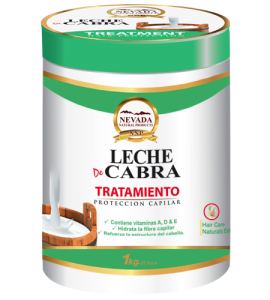 TREATMENT
NEVADA
NATURAL PRODUCTS
N.N.P.
LECHE
De CABRA
TRATAMIENTO
PROTECCION CAPILAR
• Contiene vitaminas A, D & E
• Hidrata la fibra capilar
• Refuerza la estructura del cabello.
Hair Care
Naturals
1kg.